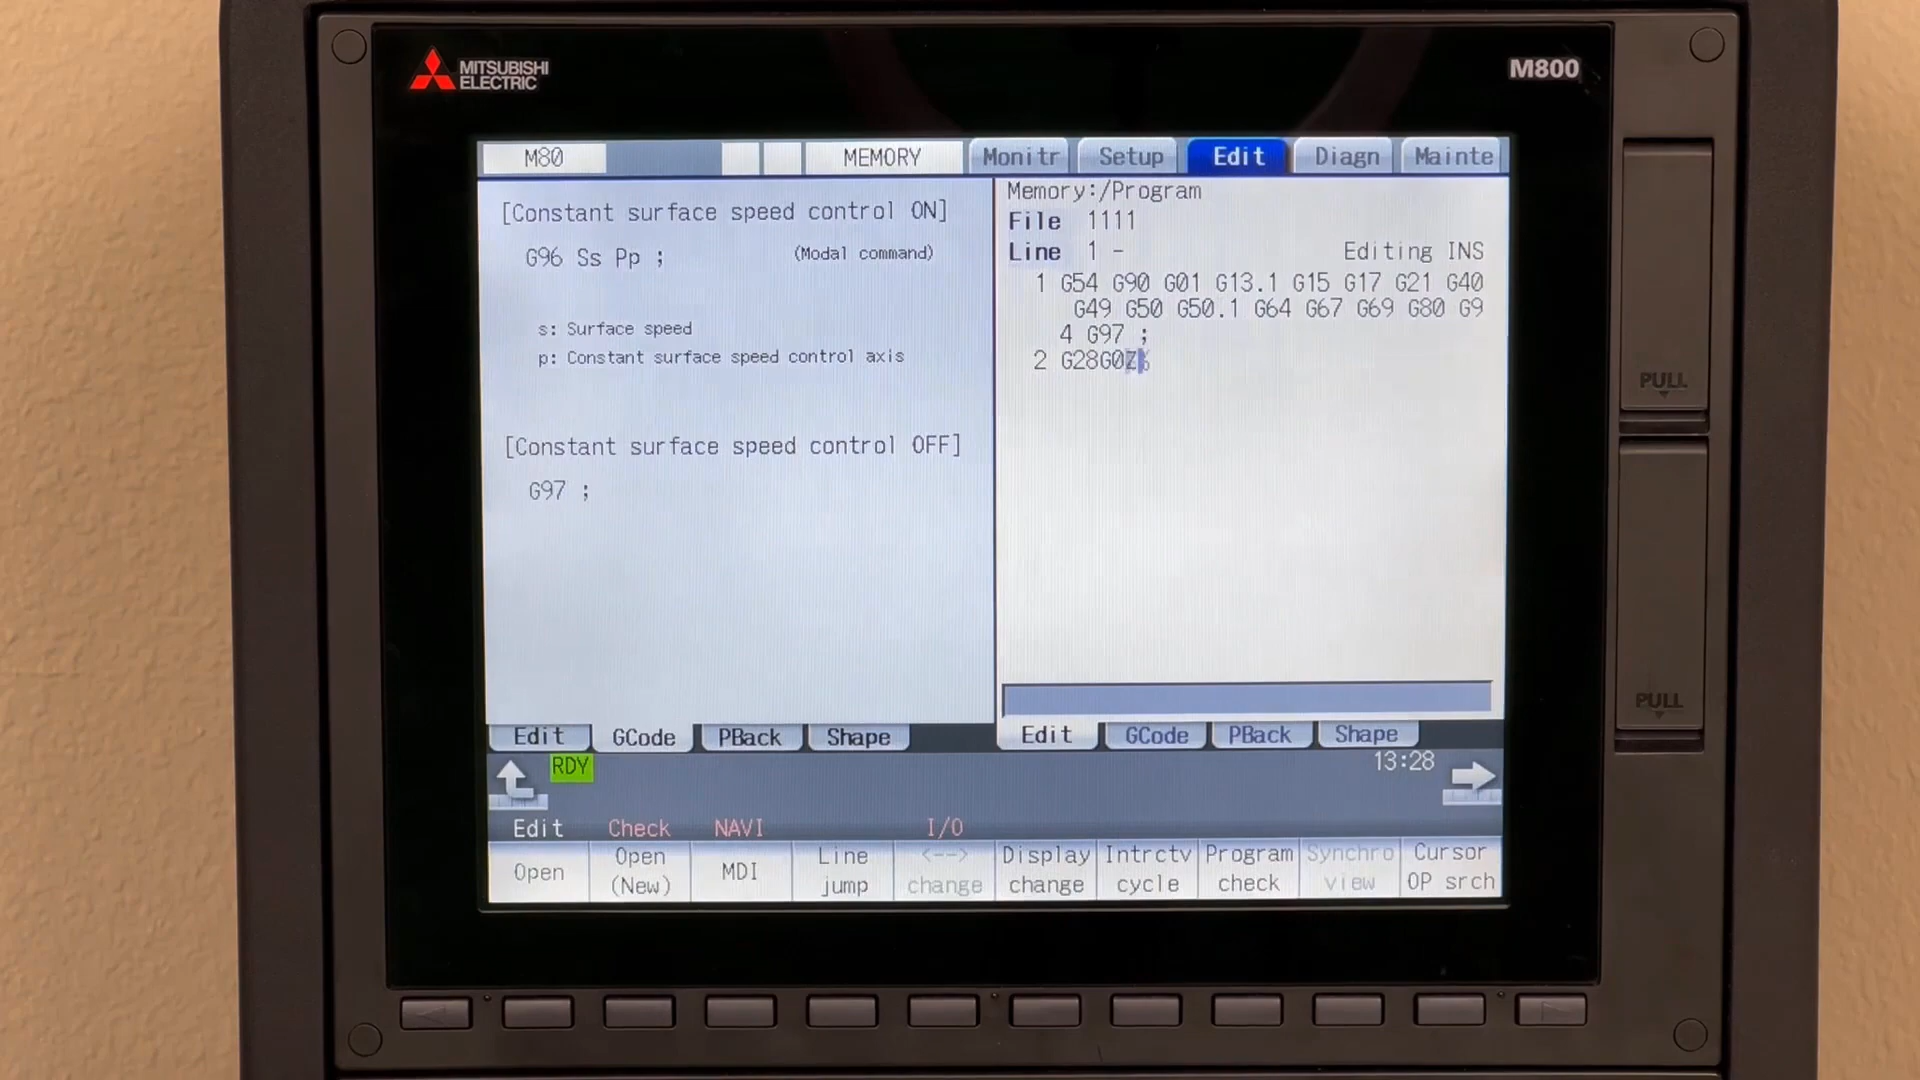 MITSUBISHI
ELECTRIC
M800
M80
MEMORY
Monitr
Setup
Edit
Diagn
Mainte
[Constant surface speed control ON]
G96 Ss Pp ;
(Modal command)
s: Surface speed
p: Constant surface speed control axis
[Constant surface speed control OFF]
G97 ;
Memory:/Program
File 1111
Line 1 -
Editing INS
1 G54 G90 G01 G13.1 G15 G17 G21 G40
G49 G50 G50.1 G64 G67 G69 G80 G9
4 G97 ;
2 G28G0Z
Edit
GCode
PBack
Shape
Edit
GCode
PBack
Shape
RDY
13:28
Edit
Check
NAVI
I/O
Open
Open
(New)
MDI
Line
jump
<-->
change
Display
change
Intrctv
cycle
Program
check
Synchro
view
Cursor
OP srch
PULL
PULL